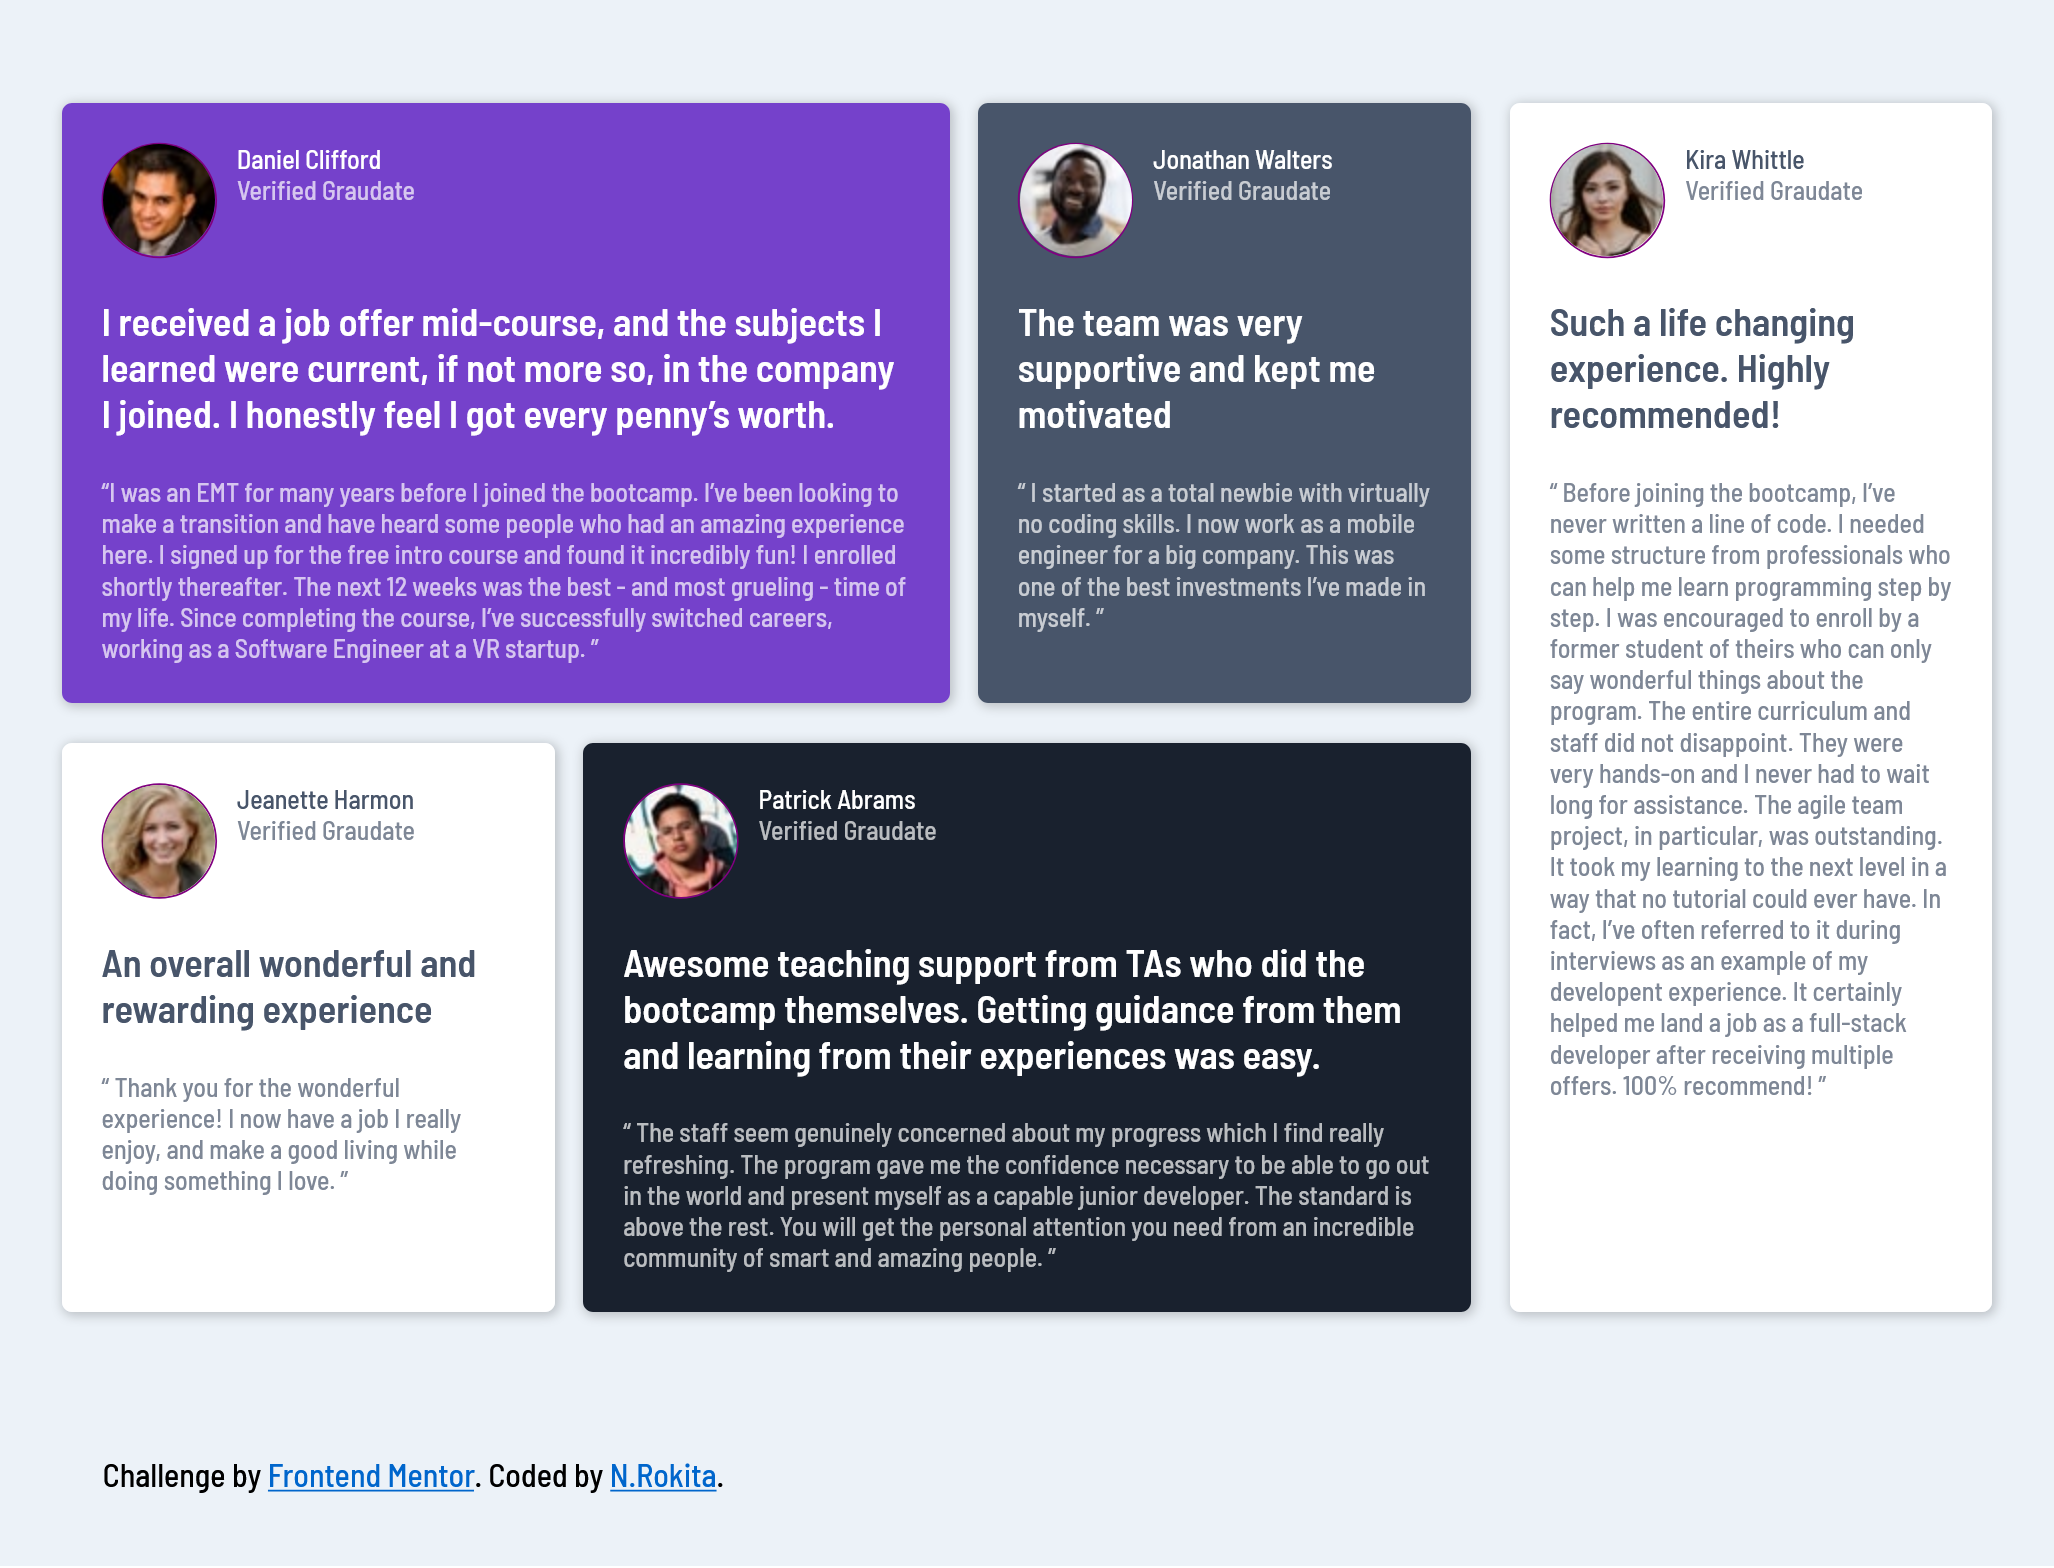 Daniel Clifford
Verified Graudate
I received a job offer mid-course, and the subjects I
learned were current, if not more so, in the company
I joined. I honestly feel I got every penny’s worth.
“I was an EMT for many years before I joined the bootcamp. I’ve been looking to
make a transition and have heard some people who had an amazing experience
here. I signed up for the free intro course and found it incredibly fun! I enrolled
shortly thereafter. The next 12 weeks was the best - and most grueling - time of
my life. Since completing the course, I’ve successfully switched careers,
working as a Software Engineer at a VR startup. ”
Jonathan Walters
Verified Graudate
The team was very
supportive and kept me
motivated
“ I started as a total newbie with virtually
no coding skills. I now work as a mobile
engineer for a big company. This was
one of the best investments I’ve made in
myself. ”
Kira Whittle
Verified Graudate
Such a life changing
experience. Highly
recommended!
“ Before joining the bootcamp, I’ve
never written a line of code. I needed
some structure from professionals who
can help me learn programming step by
step. I was encouraged to enroll by a
former student of theirs who can only
say wonderful things about the
program. The entire curriculum and
staff did not disappoint. They were
very hands-on and I never had to wait
long for assistance. The agile team
project, in particular, was outstanding.
It took my learning to the next level in a
way that no tutorial could ever have. In
fact, I’ve often referred to it during
interviews as an example of my
developent experience. It certainly
helped me land a job as a full-stack
developer after receiving multiple
offers. 100% recommend! ”
Jeanette Harmon
Verified Graudate
An overall wonderful and
rewarding experience
“ Thank you for the wonderful
experience! I now have a job I really
enjoy, and make a good living while
doing something I love. ”
Patrick Abrams
Verified Graudate
Awesome teaching support from TAs who did the
bootcamp themselves. Getting guidance from them
and learning from their experiences was easy.
“ The staff seem genuinely concerned about my progress which I find really
refreshing. The program gave me the confidence necessary to be able to go out
in the world and present myself as a capable junior developer. The standard is
above the rest. You will get the personal attention you need from an incredible
community of smart and amazing people. ”
Challenge by Frontend Mentor. Coded by N.Rokita.